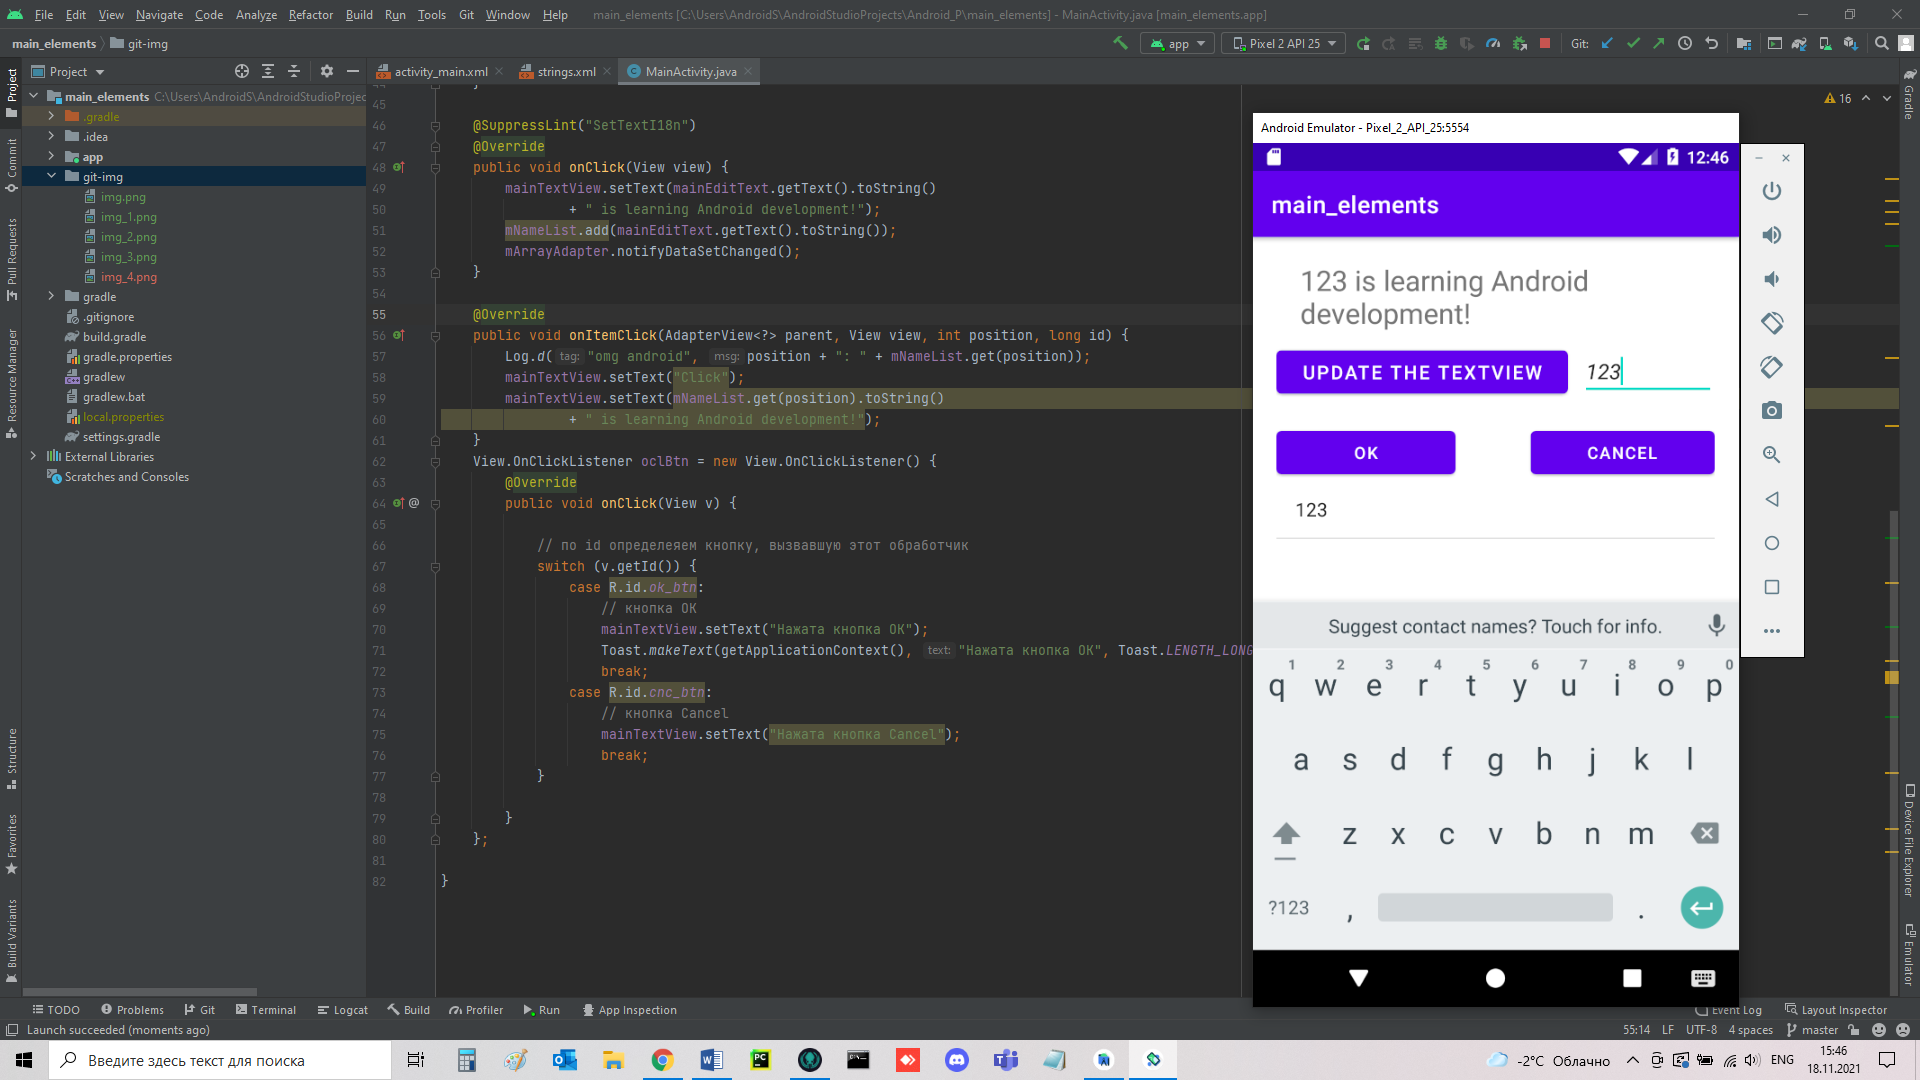 File Edit View Navigate Code Analyze Refactor Build Run Tools Git Window Help main_elements [C:\Users\AndroidS\AndroidStudioProjects\Android_P\main_elements] - MainActivity.java [main_elements.app]
main_elements git-img app Pixel 2 API 25 Git:
Project activity_main.xml strings.xml MainActivity.java
main_elements C:\Users\AndroidS\AndroidStudioProjec
.gradle
.idea
app
git-img
img.png
img_1.png
img_2.png
img_3.png
img_4.png
gradle
.gitignore
build.gradle
gradle.properties
gradlew
gradlew.bat
local.properties
settings.gradle
External Libraries
Scratches and Consoles
Project
Commit
Pull Requests
Resource Manager
Structure
Favorites
Build Variants
16
44 }
45
46 @SuppressLint("SetTextI18n")
47 @Override
48 public void onClick(View view) {
49 mainTextView.setText(mainEditText.getText().toString()
50 + " is learning Android development!");
51 mNameList.add(mainEditText.getText().toString());
52 mArrayAdapter.notifyDataSetChanged();
53 }
54
55 @Override
56 public void onItemClick(AdapterView<?> parent, View view, int position, long id) {
57 Log.d( tag: "omg android", msg: position + ": " + mNameList.get(position));
58 mainTextView.setText("Click");
59 mainTextView.setText(mNameList.get(position).toString()
60 + " is learning Android development!");
61 }
62 View.OnClickListener oclBtn = new View.OnClickListener() {
63 @Override
64 @ public void onClick(View v) {
65
66 // по id определеяем кнопку, вызвавшую этот обработчик
67 switch (v.getId()) {
68 case R.id.ok_btn:
69 // кнопка ОК
70 mainTextView.setText("Нажата кнопка ОК");
71 Toast.makeText(getApplicationContext(), text: "Нажата кнопка ОК", Toast.LENGTH_LONG
72 break;
73 case R.id.cnc_btn:
74 // кнопка Cancel
75 mainTextView.setText("Нажата кнопка Cancel");
76 break;
77 }
78
79 }
80 };
81
82 }
Android Emulator - Pixel_2_API_25:5554
12:46
main_elements
123 is learning Android
development!
UPDATE THE TEXTVIEW 123
OK CANCEL
123
Suggest contact names? Touch for info.
1 2 3 4 5 6 7 8 9 0
q w e r t y u i o p
a s d f g h j k l
z x c v b n m
?123 , .
Gradle
Device File Explorer
Emulator
TODO Problems Git Terminal Logcat Build Profiler Run App Inspection Event Log Layout Inspector
Launch succeeded (moments ago) 55:14 LF UTF-8 4 spaces master
Введите здесь текст для поиска -2°C Облачно ENG 15:46
18.11.2021